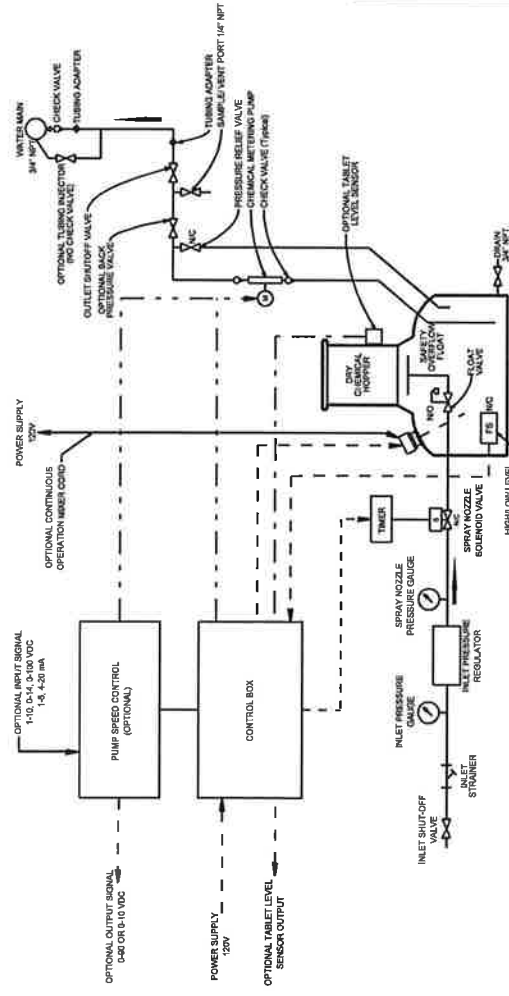 WATER MAIN
3/4" NPT
CHECK VALVE
TUBING ADAPTER
OPTIONAL TUBING INJECTOR
(NO CHECK VALVE)
OUTLET SHUTOFF VALVE
OPTIONAL BACK
PRESSURE VALVE
TUBING ADAPTER
SAMPLE/ VENT PORT 1/4" NPT
PRESSURE RELIEF VALVE
CHEMICAL METERING PUMP
CHECK VALVE (Typical)
N/C
M
OPTIONAL TABLET
LEVEL SENSOR
DRAIN
3/4" NPT
POWER SUPPLY
120V
OPTIONAL CONTINUOUS
OPERATION MIXER CORD
DRY
CHEMICAL
HOPPER
SAFETY
OVERFLOW
FLOAT
N/O
FLOAT
VALVE
FS
N/C
HIGH/LOW LEVEL
OPTIONAL INPUT SIGNAL
1-10, 0-14, 0-100 VDC
1-5, 4-20 mA
PUMP SPEED CONTROL
(OPTIONAL)
CONTROL BOX
TIMER
S
N/C
SPRAY NOZZLE
SOLENOID VALVE
SPRAY NOZZLE
PRESSURE GAUGE
INLET PRESSURE
REGULATOR
INLET PRESSURE
GAUGE
INLET
STRAINER
INLET SHUT-OFF
VALVE
OPTIONAL OUTPUT SIGNAL
0-90 OR 0-10 VDC
POWER SUPPLY
120V
OPTIONAL TABLET LEVEL
SENSOR OUTPUT